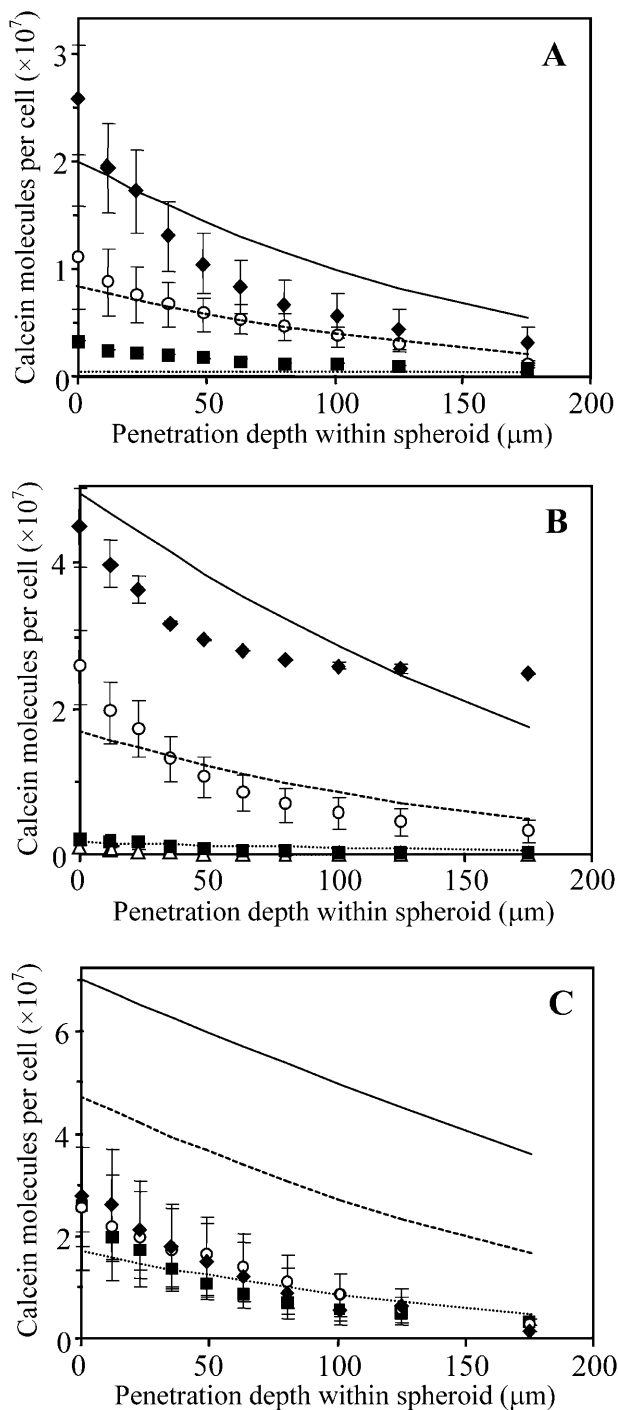 A
Calcein molecules per cell (×10⁷)
3
2
1
0
0 50 100 150 200
Penetration depth within spheroid (μm)
B
Calcein molecules per cell (×10⁷)
4
2
0
0 50 100 150 200
Penetration depth within spheroid (μm)
C
Calcein molecules per cell (×10⁷)
6
4
2
0
0 50 100 150 200
Penetration depth within spheroid (μm)